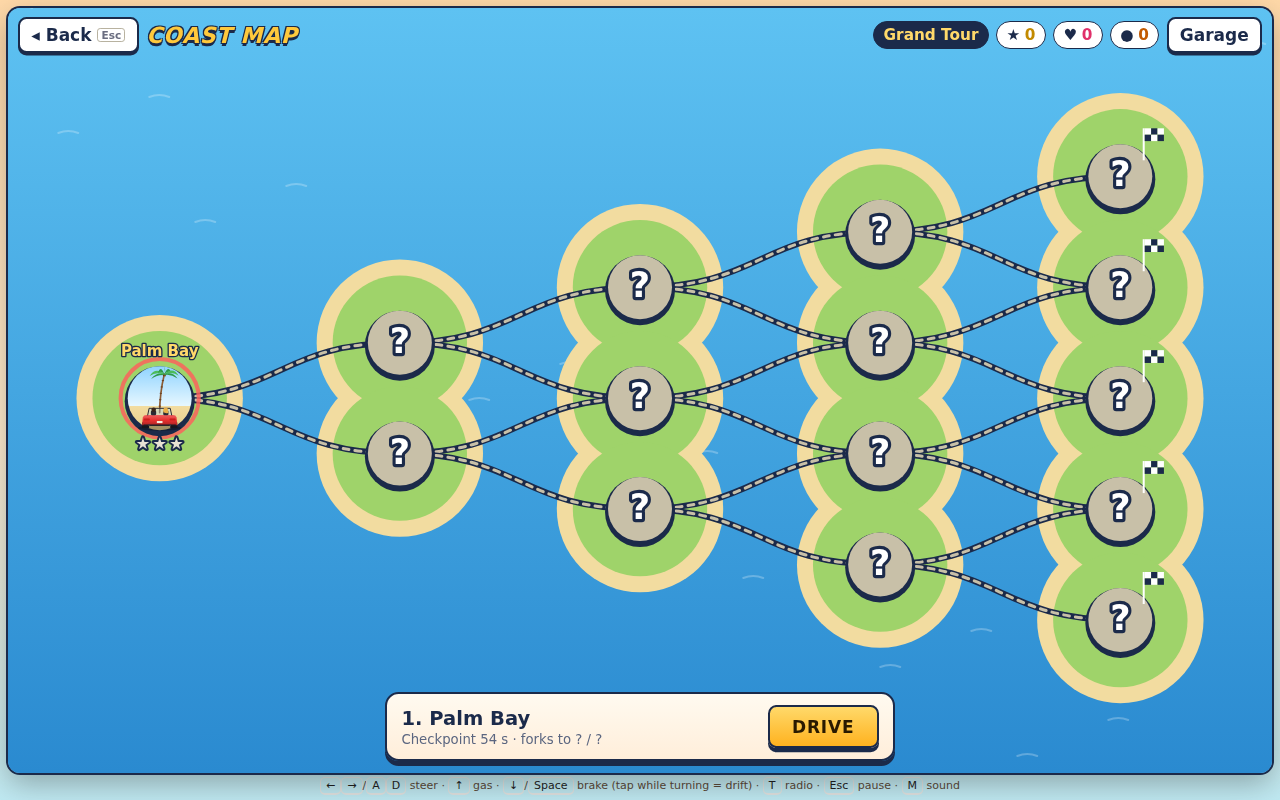 ◂ Back Esc COAST MAP Grand Tour ★ 0 ♥ 0 ● 0 Garage
?
?
?
?
?
?
Palm Bay
?
?
?
?
?
?
?
?
1. Palm Bay
Checkpoint 54 s · forks to ? / ?
DRIVE
← → / A D steer · ↑ gas · ↓ / Space brake (tap while turning = drift) · T radio · Esc pause · M sound